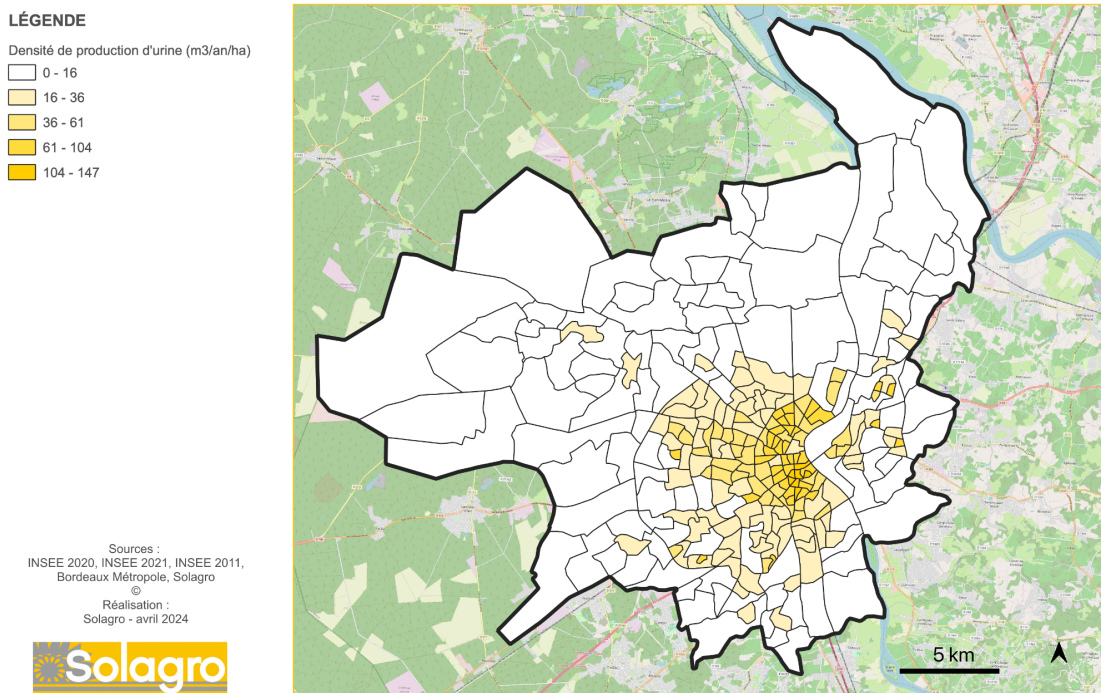 LÉGENDE
Densité de production d'urine (m3/an/ha)
0 - 16
16 - 36
36 - 61
61 - 104
104 - 147
Sources :
INSEE 2020, INSEE 2021, INSEE 2011,
Bordeaux Métropole, Solagro
©
Réalisation :
Solagro - avril 2024
Solagro
5 km